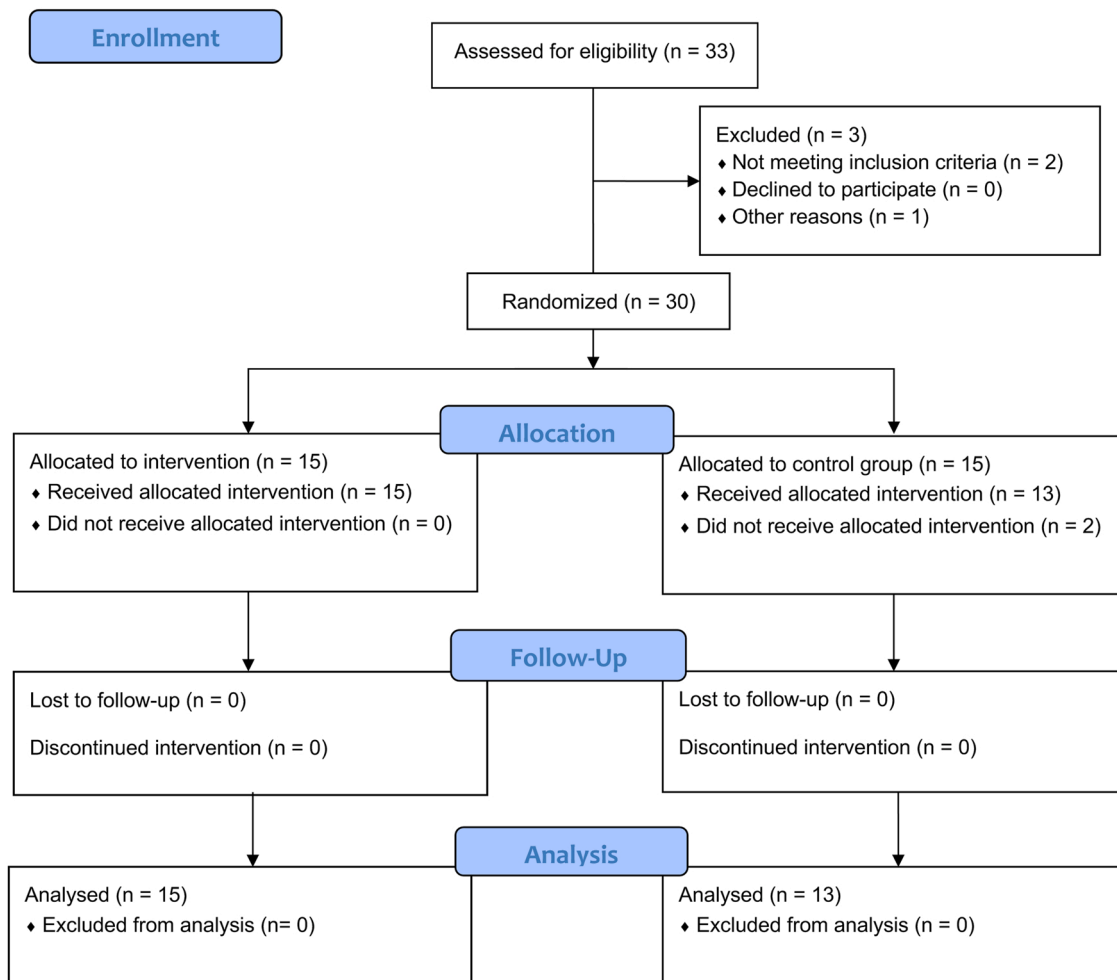 Enrollment
Assessed for eligibility (n = 33)
Excluded (n = 3)
♦ Not meeting inclusion criteria (n = 2)
♦ Declined to participate (n = 0)
♦ Other reasons (n = 1)
Randomized (n = 30)
Allocation
Allocated to intervention (n = 15)
♦ Received allocated intervention (n = 15)
♦ Did not receive allocated intervention (n = 0)
Allocated to control group (n = 15)
♦ Received allocated intervention (n = 13)
♦ Did not receive allocated intervention (n = 2)
Follow-Up
Lost to follow-up (n = 0)
Discontinued intervention (n = 0)
Lost to follow-up (n = 0)
Discontinued intervention (n = 0)
Analysis
Analysed (n = 15)
♦ Excluded from analysis (n= 0)
Analysed (n = 13)
♦ Excluded from analysis (n = 0)